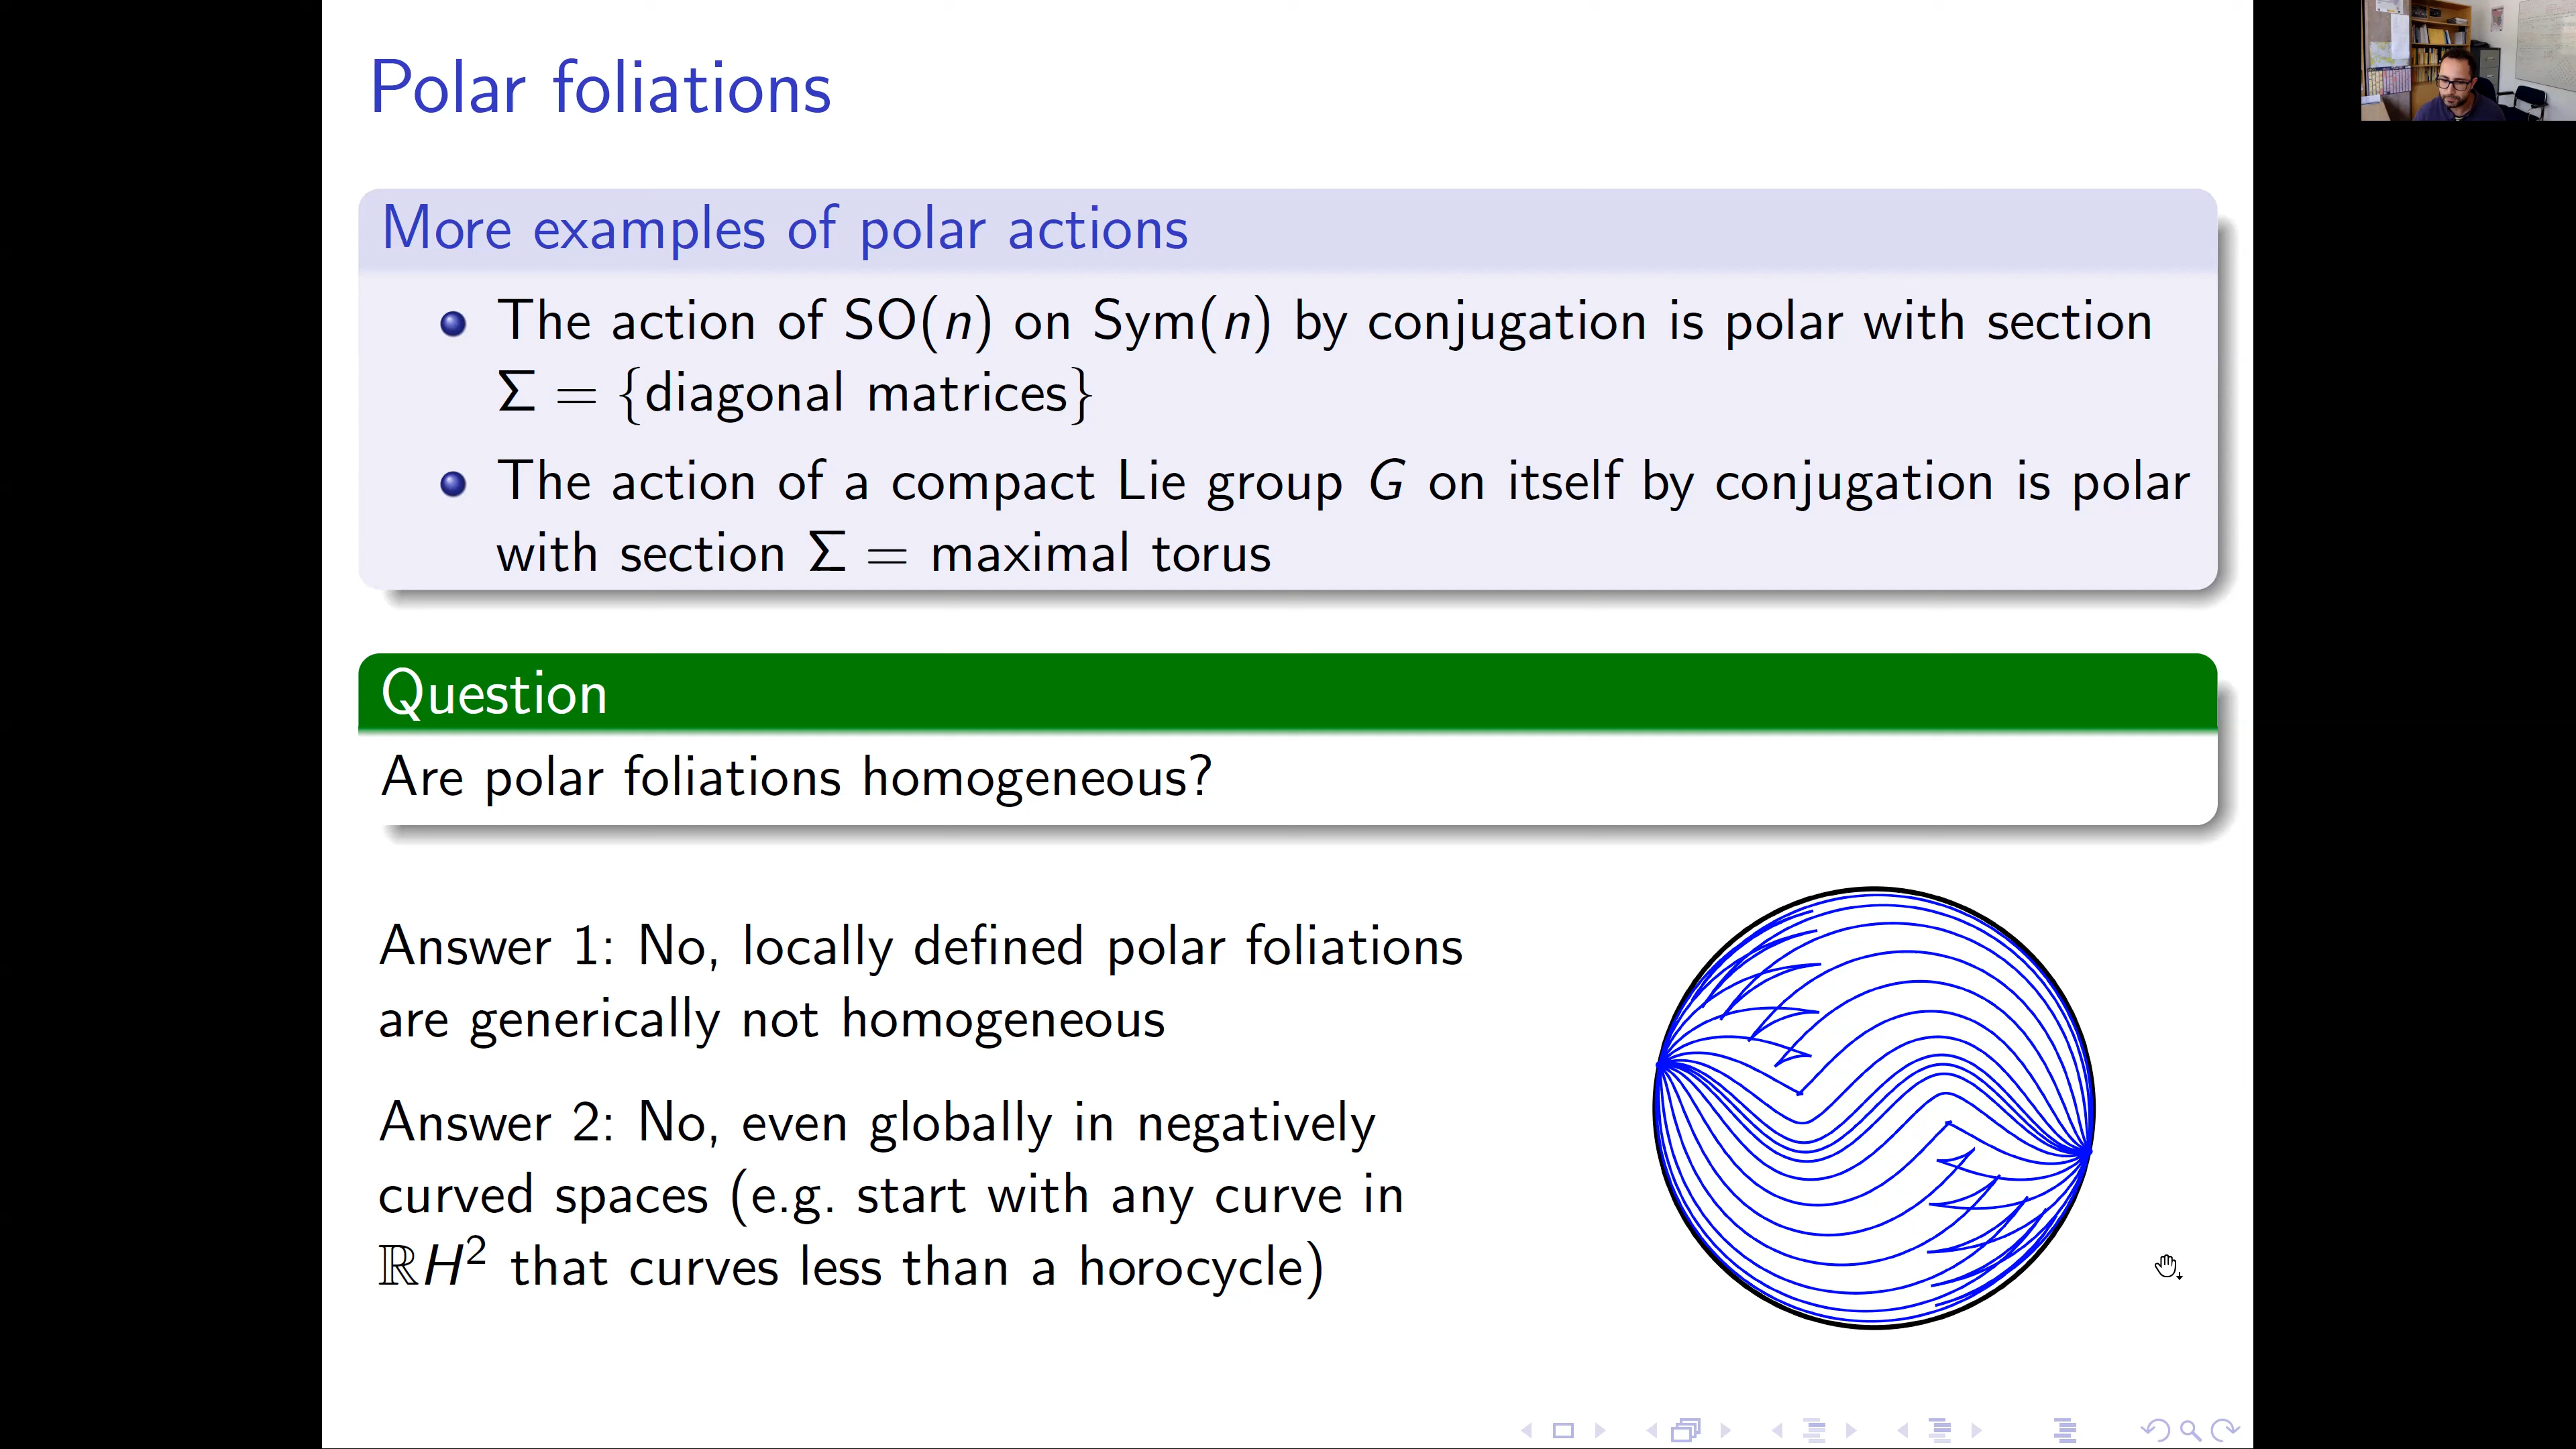 Polar foliations
More examples of polar actions
The action of SO(n) on Sym(n) by conjugation is polar with section
Σ = {diagonal matrices}
The action of a compact Lie group G on itself by conjugation is polar
with section Σ = maximal torus
Question
Are polar foliations homogeneous?
Answer 1: No, locally defined polar foliations
are generically not homogeneous
Answer 2: No, even globally in negatively
curved spaces (e.g. start with any curve in
ℝH² that curves less than a horocycle)